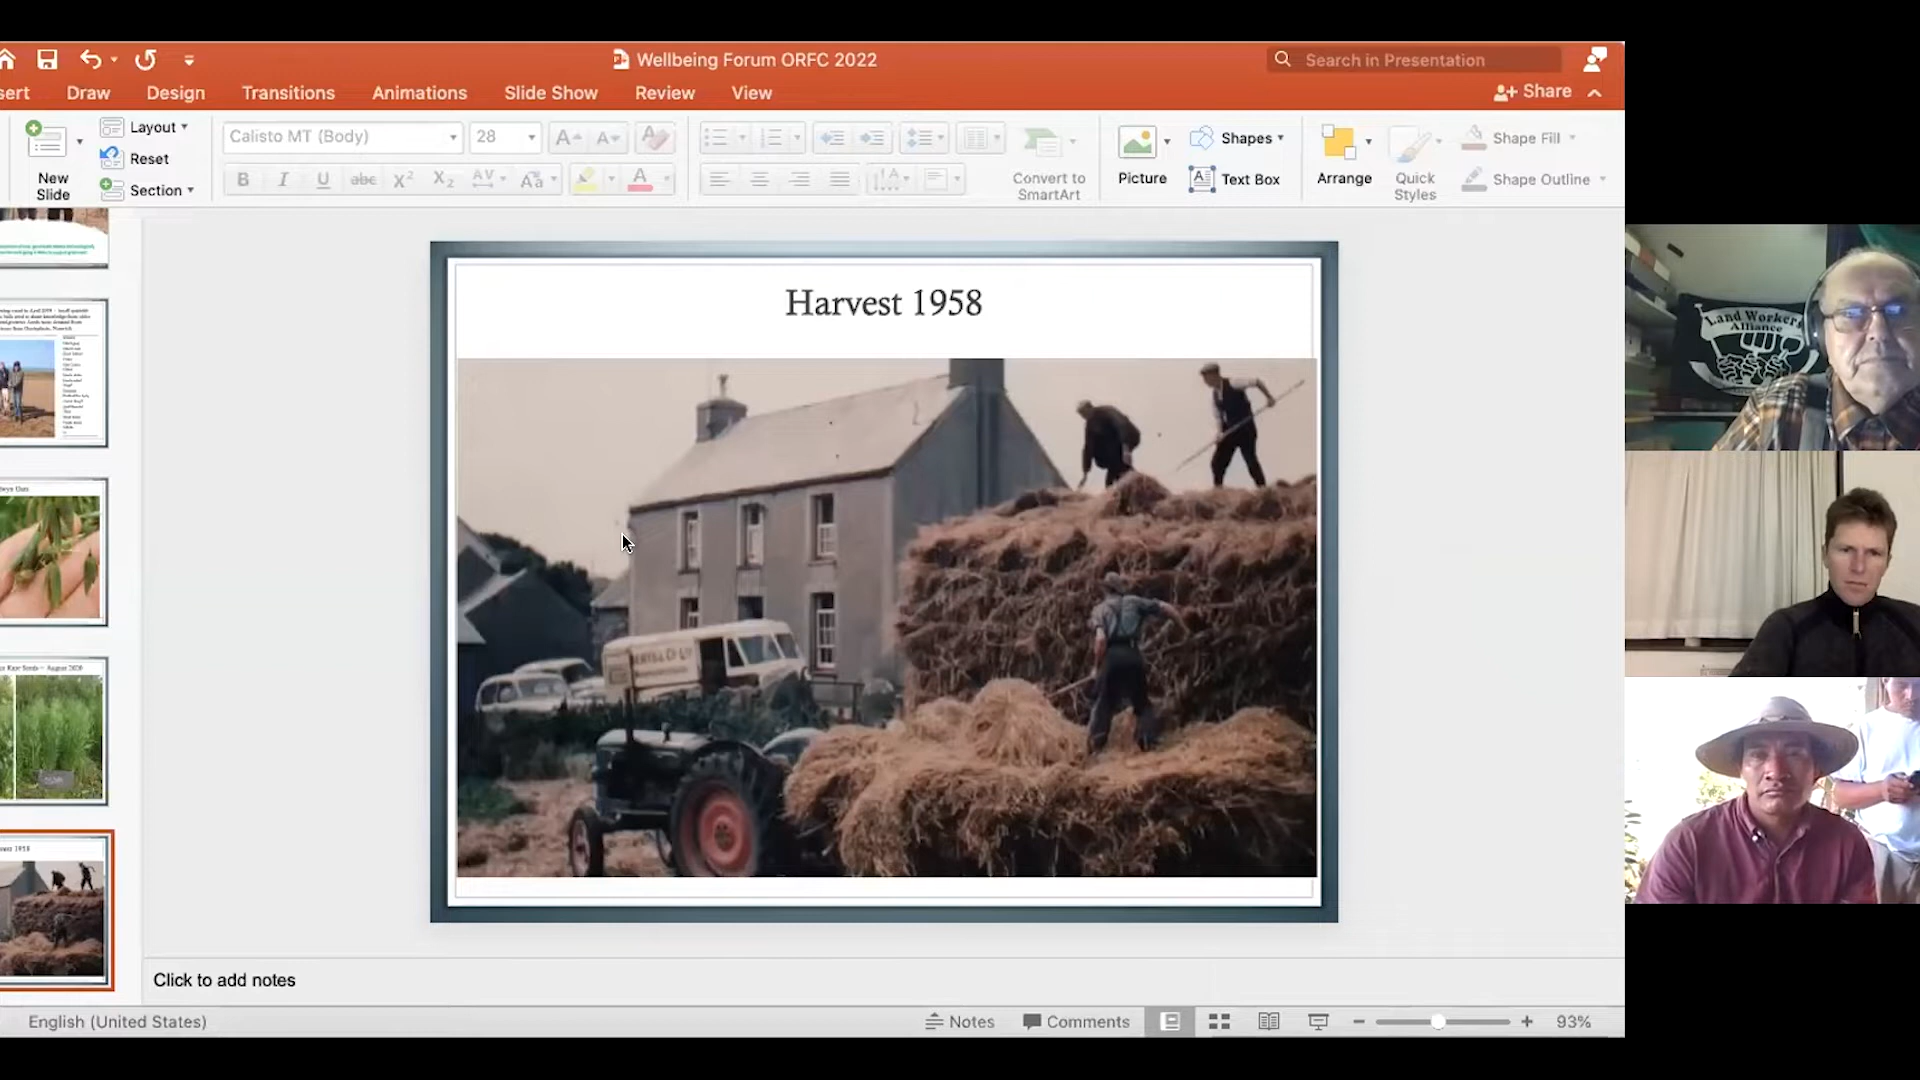 Wellbeing Forum ORFC 2022
Search in Presentation
Draw
Design
Transitions
Animations
Slide Show
Review
View
Share
New
Slide
Layout
Reset
Section
Calisto MT (Body)
28
Convert to
SmartArt
Picture
Shapes
Text Box
Arrange
Quick
Styles
Shape Fill
Shape Outline
Harvest 1958
Land Workers
Alliance
Click to add notes
English (United States)
Notes
Comments
93%